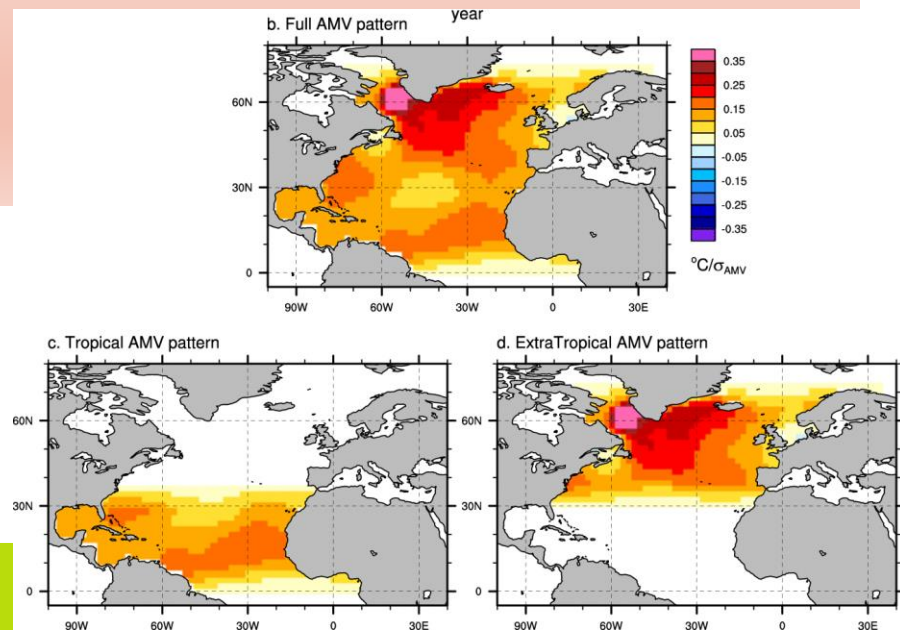 year
b. Full AMV pattern
60N
30N
0
90W 60W 30W 0 30E
0.35
0.25
0.15
0.05
-0.05
-0.15
-0.25
-0.35
°C/σAMV
c. Tropical AMV pattern
60N
30N
0
90W 60W 30W 0 30E
d. ExtraTropical AMV pattern
60N
30N
0
90W 60W 30W 0 30E